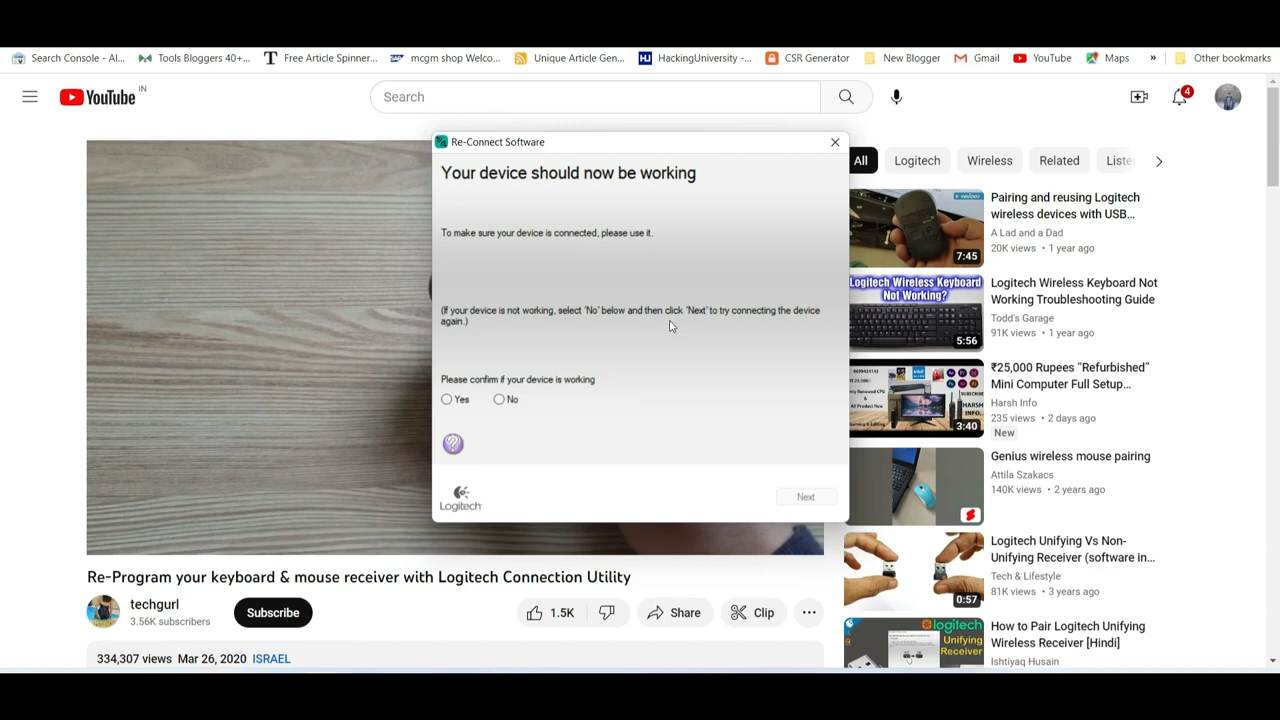 Search Console - Al...
Tools Bloggers 40+...
Free Article Spinner...
mcgm shop Welco...
Unique Article Gen...
HackingUniversity -...
CSR Generator
New Blogger
Gmail
YouTube
Maps
»
Other bookmarks
YouTube IN
Search
4
Re-Connect Software
Your device should now be working
To make sure your device is connected, please use it.
(If your device is not working, select 'No' below and then click 'Next' to try connecting the device
again.)
Please confirm if your device is working
Yes
No
?
Logitech
Next
All
Logitech
Wireless
Related
Liste
7:45
Pairing and reusing Logitech
wireless devices with USB...
A Lad and a Dad
20K views • 1 year ago
Logitech Wireless Keyboard
Not Working?
5:56
Logitech Wireless Keyboard Not
Working Troubleshooting Guide
Todd's Garage
91K views • 1 year ago
3:40
₹25,000 Rupees "Refurbished"
Mini Computer Full Setup...
Harsh Info
235 views • 2 days ago
New
Genius wireless mouse pairing
Attila Szakacs
140K views • 2 years ago
0:57
Logitech Unifying Vs Non-
Unifying Receiver (software in...
Tech & Lifestyle
81K views • 3 years ago
logitech
Unifying
Receiver
How to Pair Logitech Unifying
Wireless Receiver [Hindi]
Ishtiyaq Husain
Re-Program your keyboard & mouse receiver with Logitech Connection Utility
techgurl
3.56K subscribers
Subscribe
1.5K
Share
Clip
334,307 views Mar 26, 2020 ISRAEL